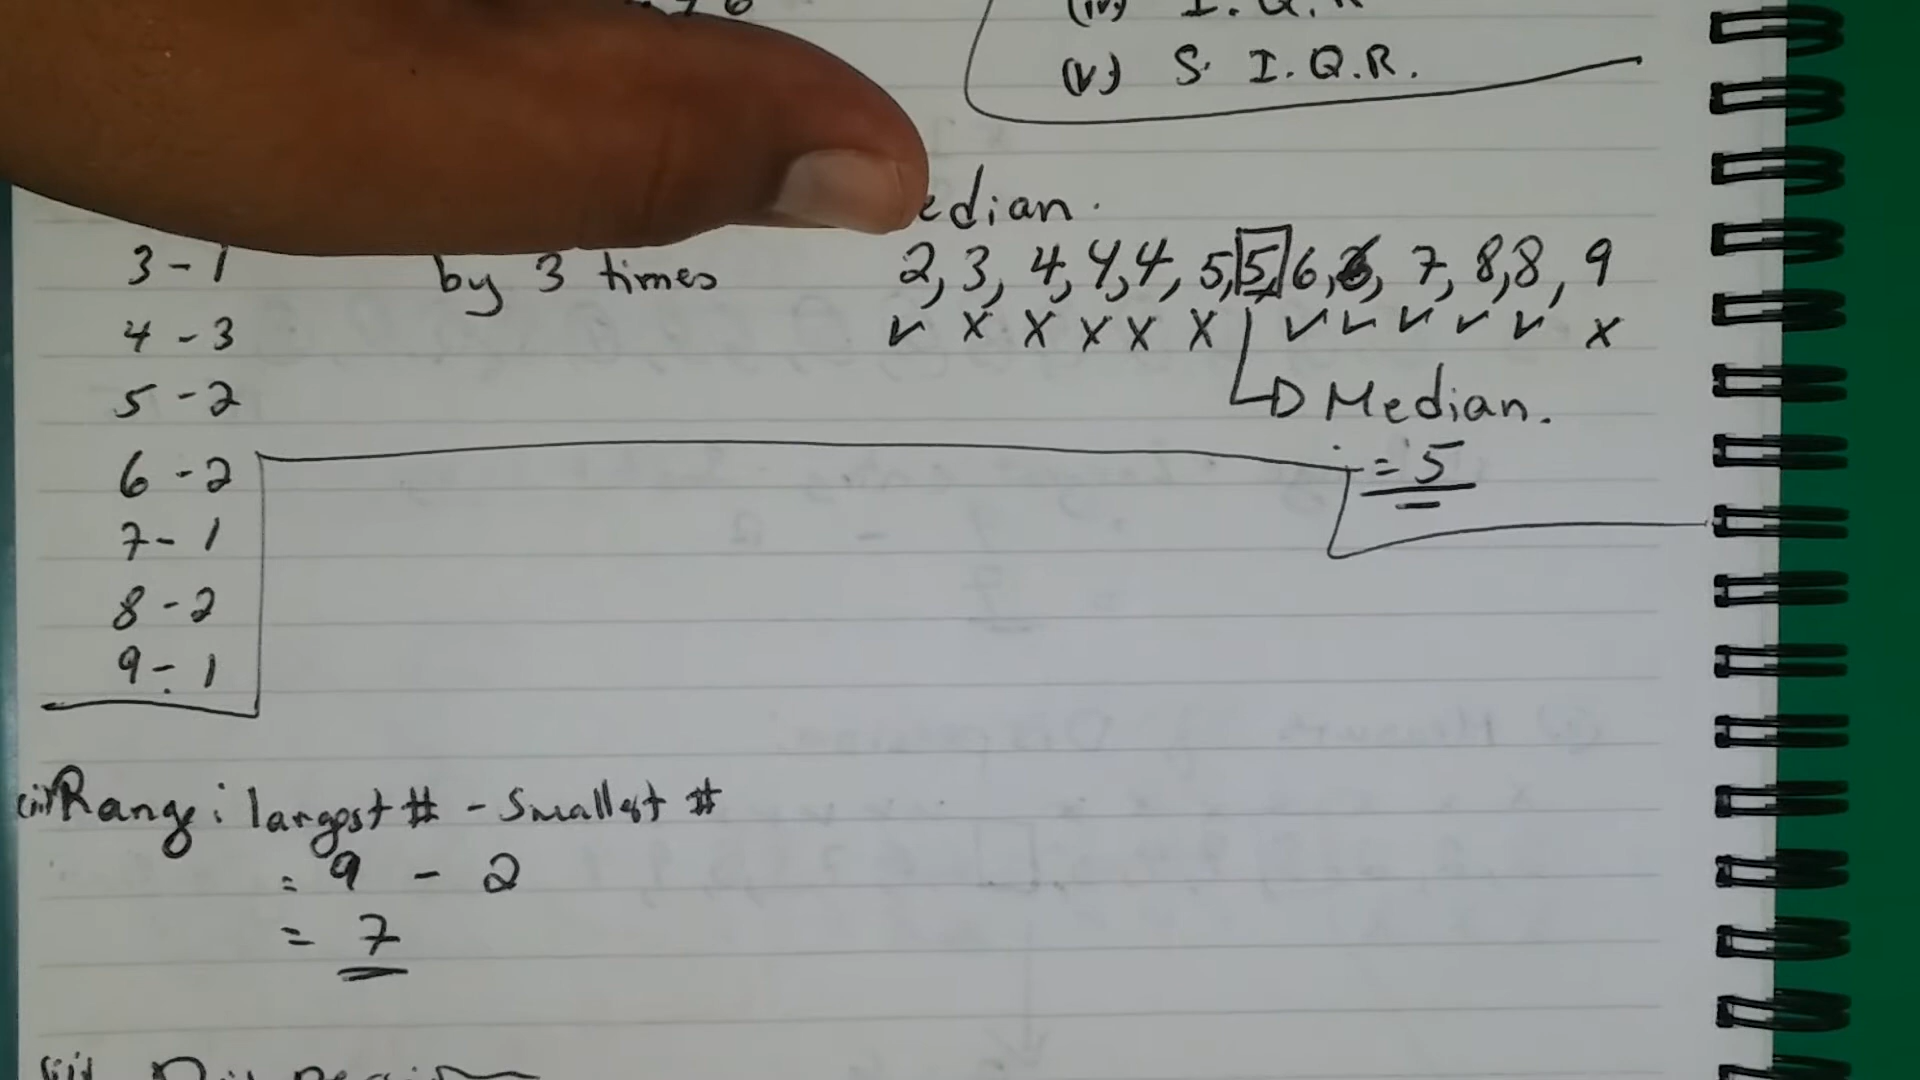 (iv) I.Q.R
(v) S. I.Q.R.
edian.
3 - 1
by 3 times
2, 3, 4, 4, 4, 5, 5, 6, 6, 7, 8, 8, 9
✓ x x x x x ✓ ✓ ✓ ✓ ✓ x
4 - 3
Median.
5 - 2
= 5
6 - 2
7 - 1
8 - 2
9 - 1
(ii) Range: largest # - Smallest #
= 9 - 2
= 7